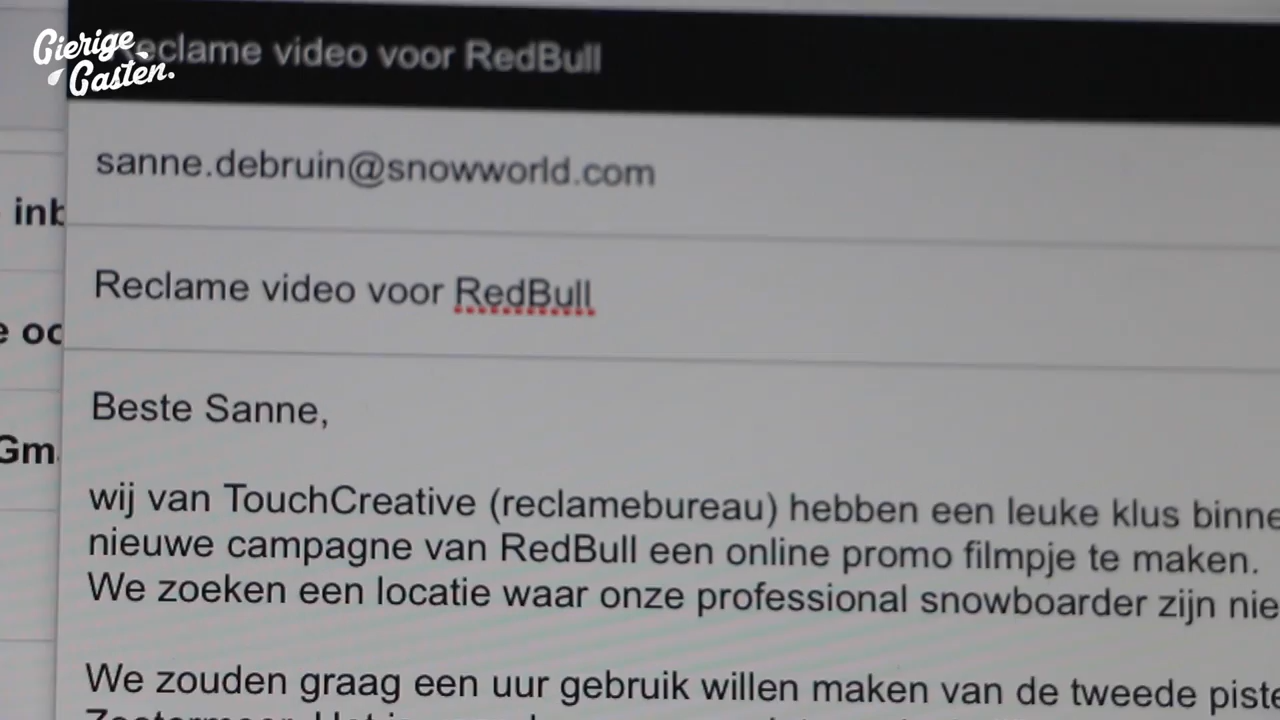 Gierige
Gasten.
Reclame video voor RedBull
sanne.debruin@snowworld.com
inb
Reclame video voor RedBull
e oc
Beste Sanne,
Gm
wij van TouchCreative (reclamebureau) hebben een leuke klus binne
nieuwe campagne van RedBull een online promo filmpje te maken.
We zoeken een locatie waar onze professional snowboarder zijn nie
We zouden graag een uur gebruik willen maken van de tweede piste